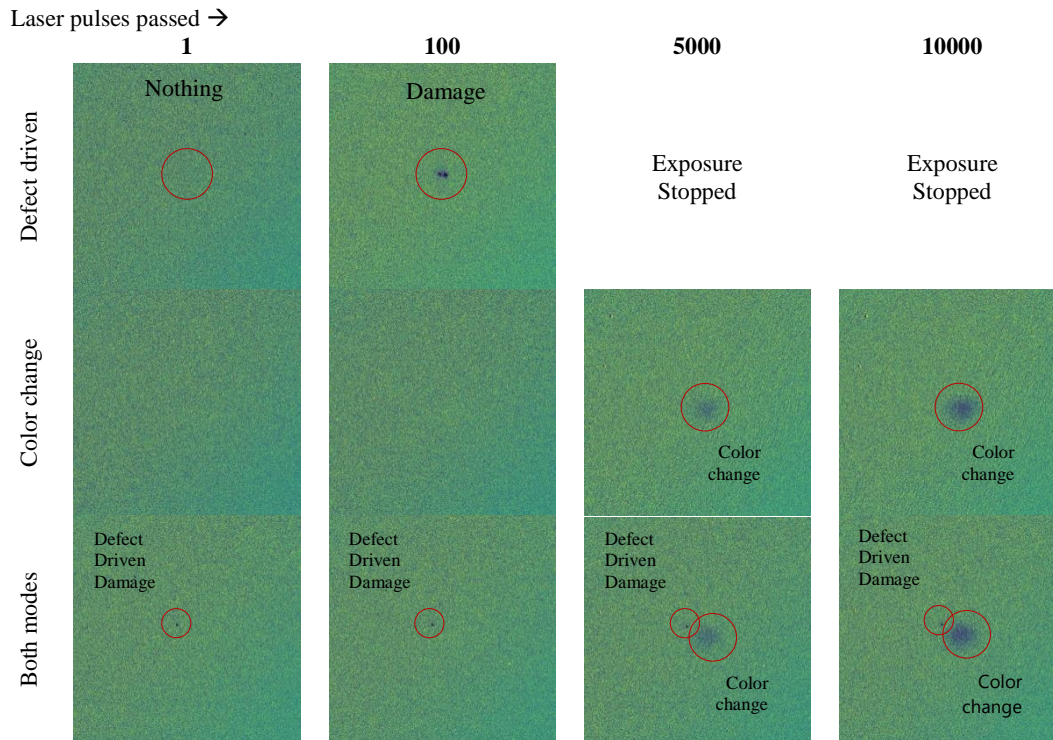 Laser pulses passed →
1 100 5000 10000
Defect driven
Nothing
Damage
Exposure
Stopped
Exposure
Stopped
Color change
Color
change
Color
change
Both modes
Defect
Driven
Damage
Defect
Driven
Damage
Defect
Driven
Damage
Color
change
Defect
Driven
Damage
Color
change